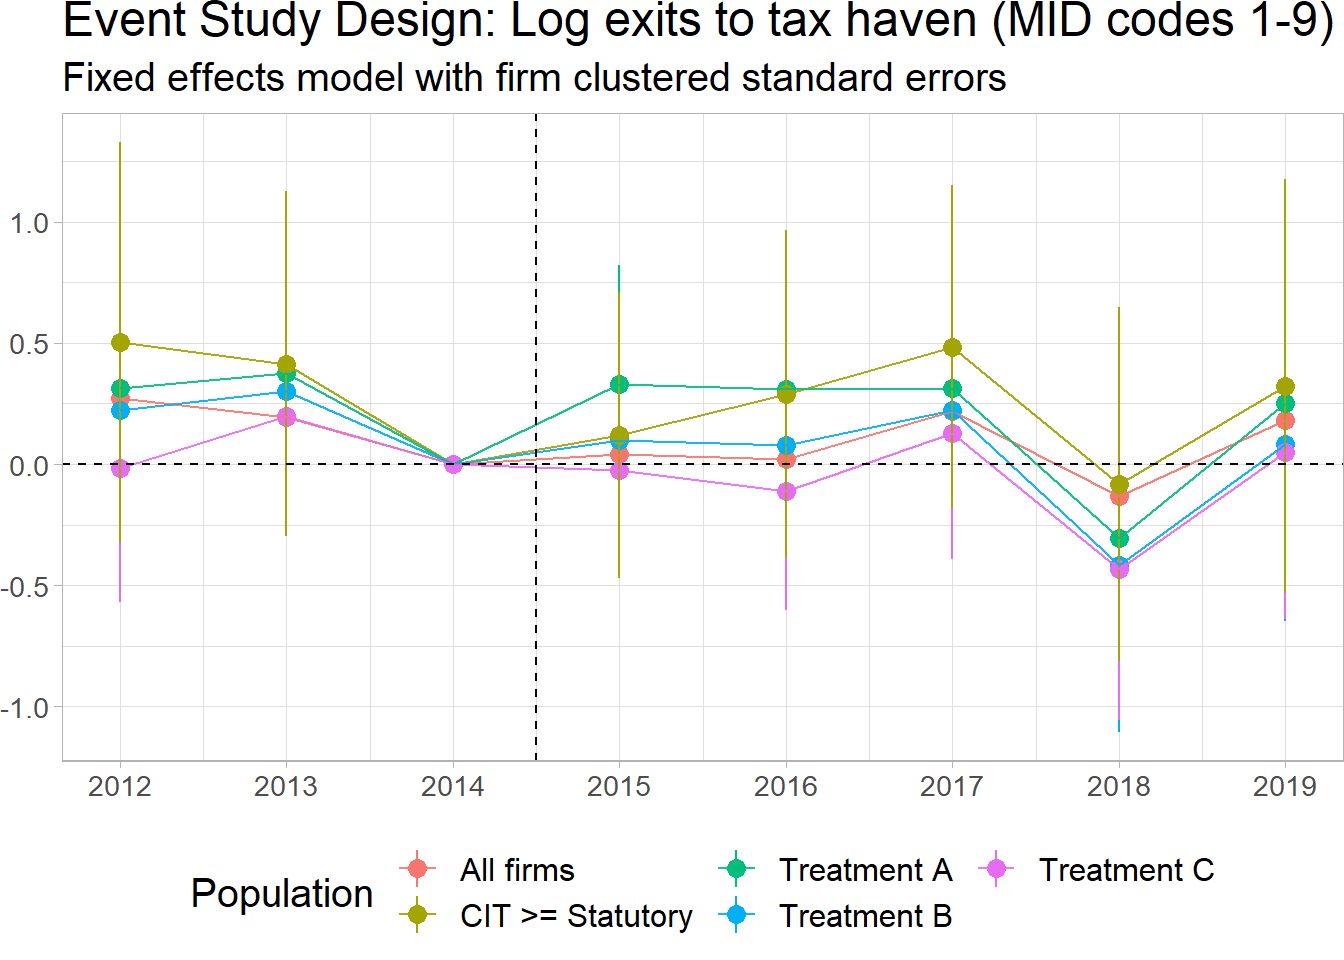 Event Study Design: Log exits to tax haven (MID codes 1-9)
Fixed effects model with firm clustered standard errors
1.0
0.5
0.0
-0.5
-1.0
2012 2013 2014 2015 2016 2017 2018 2019
Population
All firms Treatment A Treatment C
CIT >= Statutory Treatment B